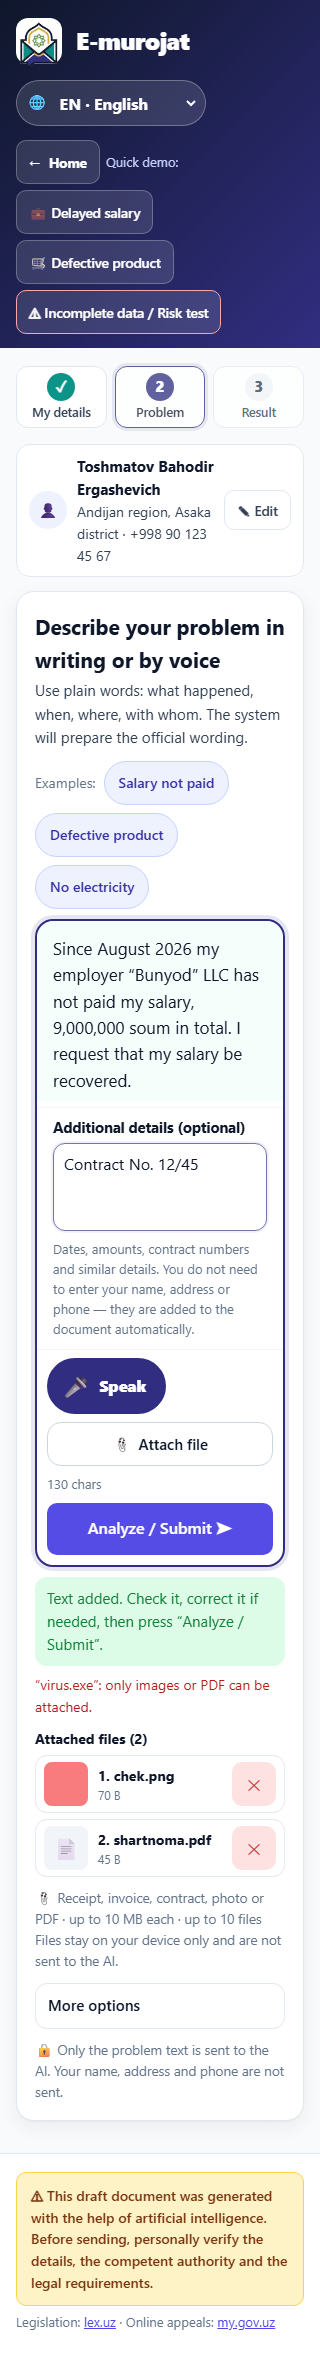 E-murojat
EN · English
← Home
Quick demo:
Delayed salary
Defective product
⚠ Incomplete data / Risk test
✓
My details
2
Problem
3
Result
Toshmatov Bahodir
Ergashevich
Andijan region, Asaka
district · +998 90 123
45 67
Edit
Describe your problem in
writing or by voice
Use plain words: what happened,
when, where, with whom. The system
will prepare the official wording.
Examples:
Salary not paid
Defective product
No electricity
Since August 2026 my
employer “Bunyod” LLC has
not paid my salary,
9,000,000 soum in total. I
request that my salary be
recovered.
Additional details (optional)
Contract No. 12/45
Dates, amounts, contract numbers
and similar details. You do not need
to enter your name, address or
phone — they are added to the
document automatically.
Speak
Attach file
130 chars
Analyze / Submit ➤
Text added. Check it, correct it if
needed, then press “Analyze /
Submit”.
“virus.exe”: only images or PDF can be
attached.
Attached files (2)
1. chek.png
70 B
2. shartnoma.pdf
45 B
Receipt, invoice, contract, photo or
PDF · up to 10 MB each · up to 10 files
Files stay on your device only and are not
sent to the AI.
More options
Only the problem text is sent to the
AI. Your name, address and phone are not
sent.
⚠ This draft document was generated
with the help of artificial intelligence.
Before sending, personally verify the
details, the competent authority and the
legal requirements.
Legislation: lex.uz · Online appeals: my.gov.uz